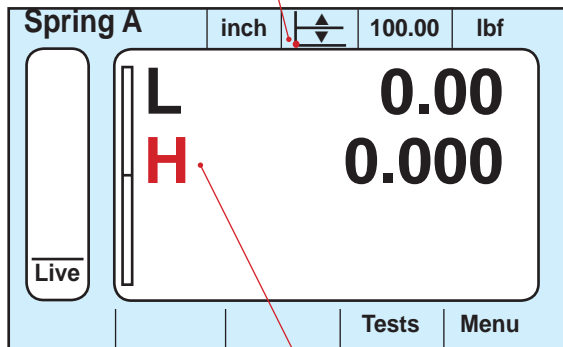 Spring A inch 100.00 lbf
L 0.00
H 0.000
Live
Tests Menu